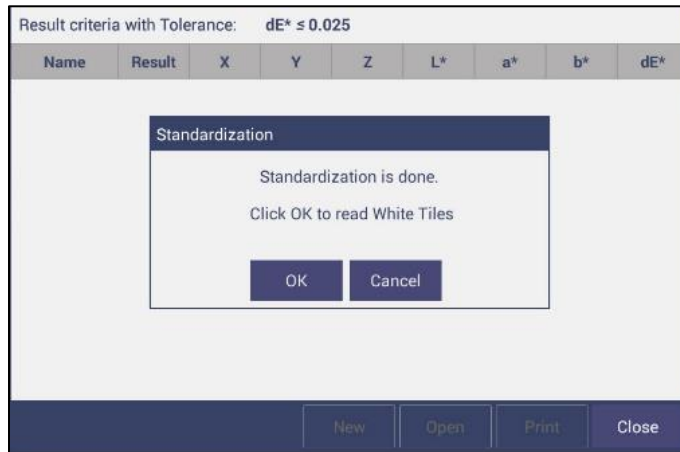 Result criteria with Tolerance: dE* ≤ 0.025
Name Result X Y Z L* a* b* dE*
Standardization
Standardization is done.
Click OK to read White Tiles
OK Cancel
New Open Print Close